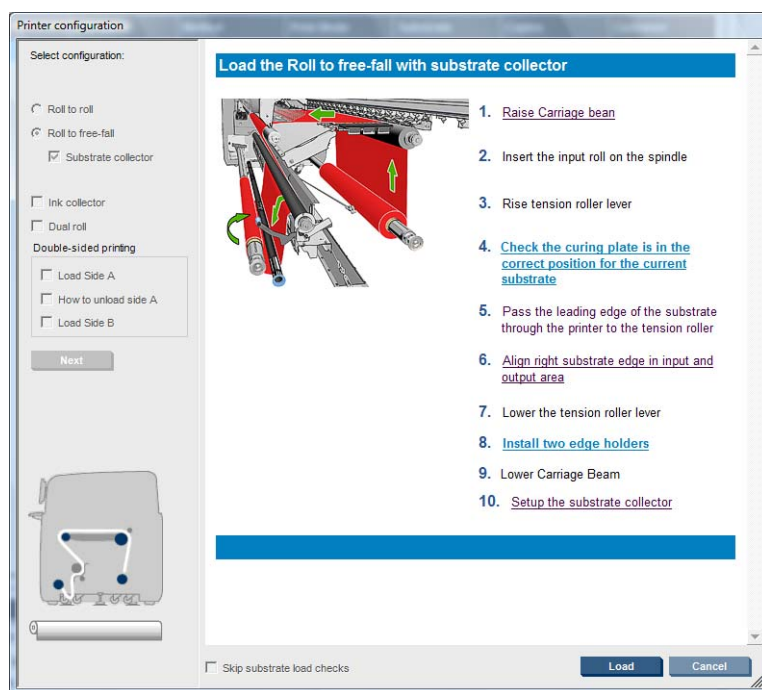 Printer configuration
Select configuration:
Roll to roll
Roll to free-fall
Substrate collector
Ink collector
Dual roll
Double-sided printing
Load Side A
How to unload side A
Load Side B
Next
Load the Roll to free-fall with substrate collector
1. Raise Carriage bean
2. Insert the input roll on the spindle
3. Rise tension roller lever
4. Check the curing plate is in the
correct position for the current
substrate
5. Pass the leading edge of the substrate
through the printer to the tension roller
6. Align right substrate edge in input and
output area
7. Lower the tension roller lever
8. Install two edge holders
9. Lower Carriage Beam
10. Setup the substrate collector
Skip substrate load checks
Load
Cancel